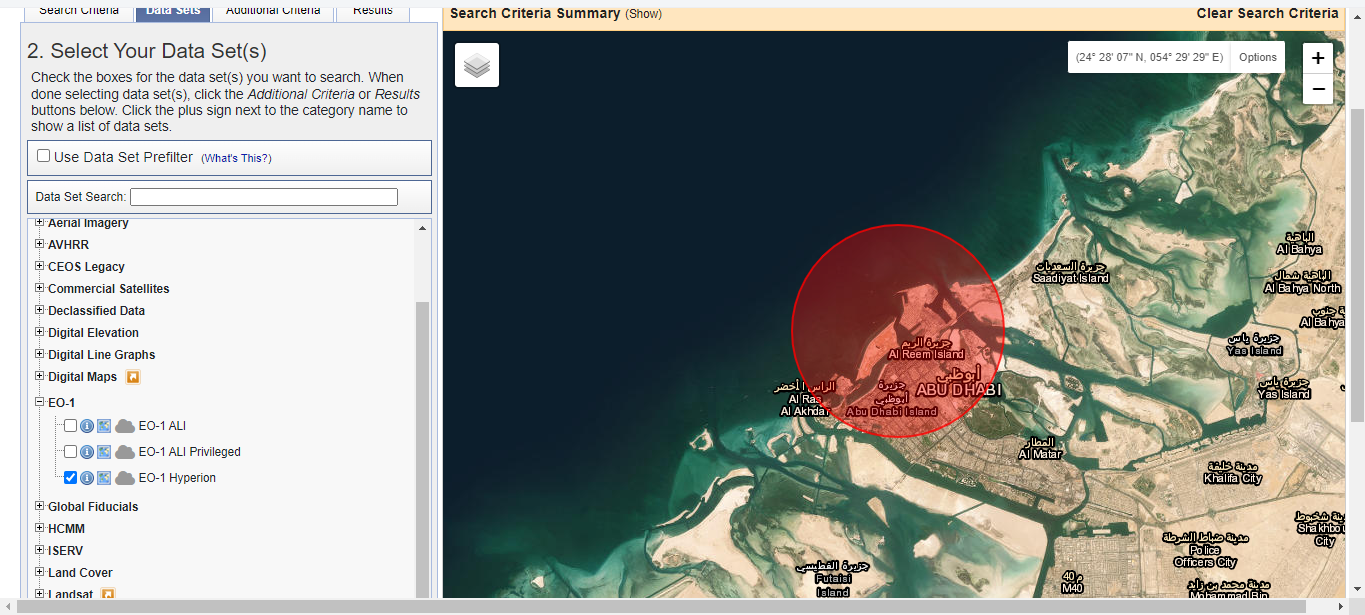 Search Criteria
Data Sets
Additional Criteria
Results
2. Select Your Data Set(s)
Check the boxes for the data set(s) you want to search. When
done selecting data set(s), click the Additional Criteria or Results
buttons below. Click the plus sign next to the category name to
show a list of data sets.
Use Data Set Prefilter (What's This?)
Data Set Search:
Aerial Imagery
AVHRR
CEOS Legacy
Commercial Satellites
Declassified Data
Digital Elevation
Digital Line Graphs
Digital Maps
EO-1
EO-1 ALI
EO-1 ALI Privileged
EO-1 Hyperion
Global Fiducials
HCMM
ISERV
Land Cover
Landsat
Search Criteria Summary (Show)
Clear Search Criteria
(24° 28' 07" N, 054° 29' 29" E)
Options
+
−
الباهية
Al Bahya
جزيرة السعديات
Saadiyat Island
الباهية شمال
Al Bahya North
Al Bahya
جزيرة ياس
Yas Island
جزيرة الريم
Al Reem Island
أبوظبي
ABU DHABI
جزيرة ياس
Yas Island
الراس اأخضر
Al Ras
Al Akhdar
جزيرة
أبوظبي
Abu Dhabi Island
المطار
Al Matar
مدينة خليفة
Khalifa City
City
مدينة ضباط الشرطة
Police
Officers City
جزيرة الفطيسي
Futaisi
Island
م 40
M40
مدينة محمد بن زايد
Mohammad Bin